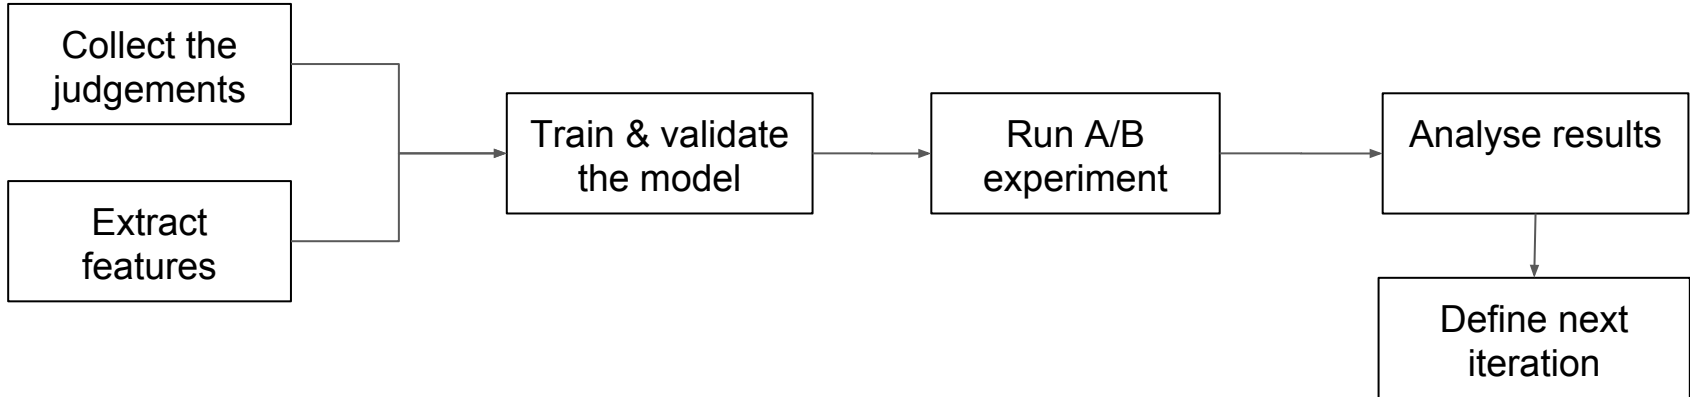 Collect the
judgements
Extract
features
Train & validate
the model
Run A/B
experiment
Analyse results
Define next
iteration